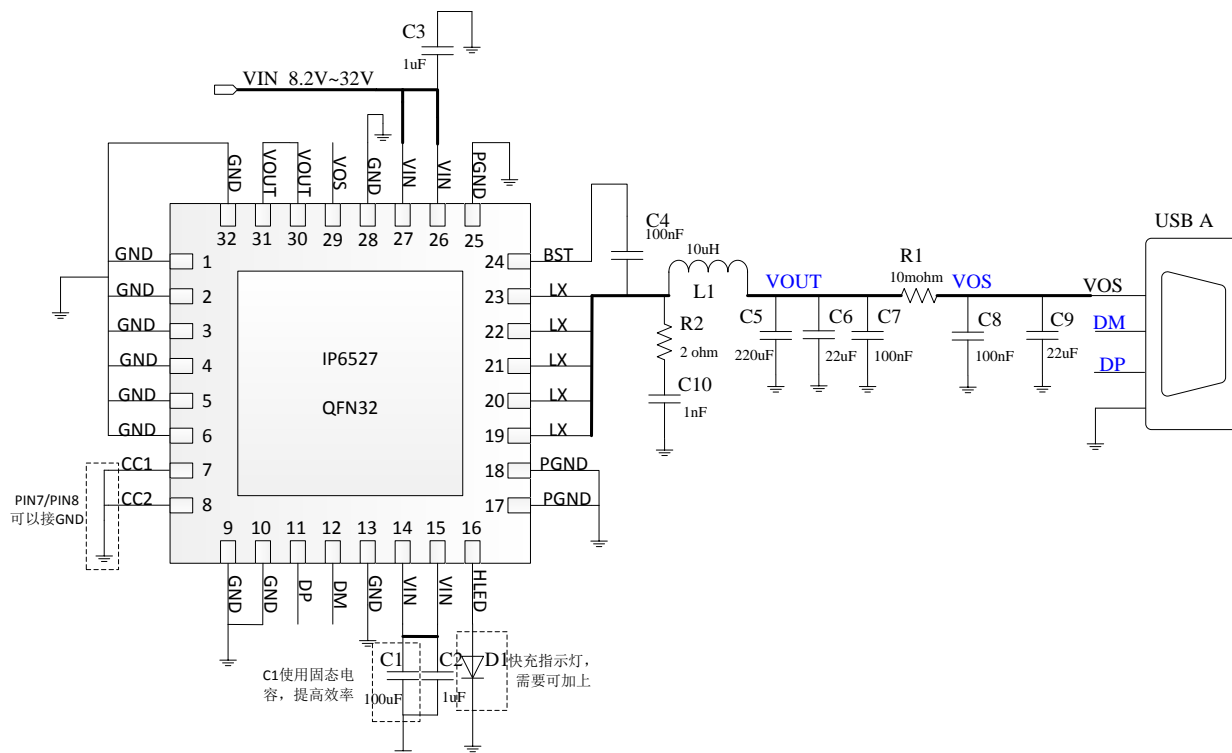 C3
1uF
VIN 8.2V~32V
GND
VOUT
VOUT
VOS
GND
VIN
VIN
PGND
32
31
30
29
28
27
26
25
GND
1
GND
2
GND
3
GND
4
GND
5
GND
6
CC1
7
CC2
8
PIN7/PIN8
可以接GND
IP6527
QFN32
24
BST
23
LX
22
LX
21
LX
20
LX
19
LX
18
PGND
17
PGND
9
10
11
12
13
14
15
16
GND
GND
DP
DM
GND
VIN
VIN
HLED
C1使用固态电
容，提高效率
C1
100uF
C2
1uF
D1
快充指示灯，
需要可加上
C4
100nF
10uH
L1
R2
2 ohm
C10
1nF
VOUT
C5
220uF
C6
22uF
C7
100nF
R1
10mohm
VOS
C8
100nF
C9
22uF
USB A
VOS
DM
DP